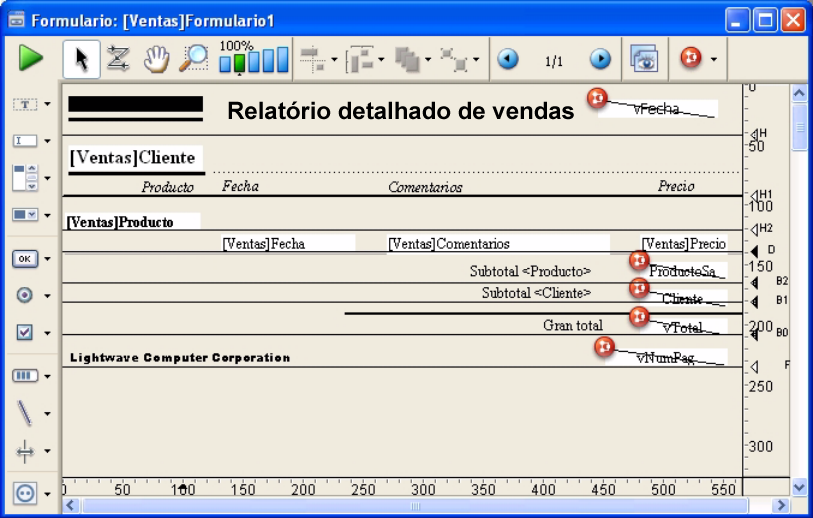 Formulario: [Ventas]Formulario1
100%
1/1
Relatório detalhado de vendas
vFecha
[Ventas]Cliente
Producto Fecha Comentarios Precio
[Ventas]Producto
[Ventas]Fecha [Ventas]Comentarios [Ventas]Precio
Subtotal <Producto> ProductoSa
Subtotal <Cliente> Cliente
Gran total vTotal
Lightwave Computer Corporation vNumPag
0
H
50
H1
100
H2
D
150
B2
B1
200 B0
F
250
300
T
I
OK
0 50 100 150 200 250 300 350 400 450 500 550